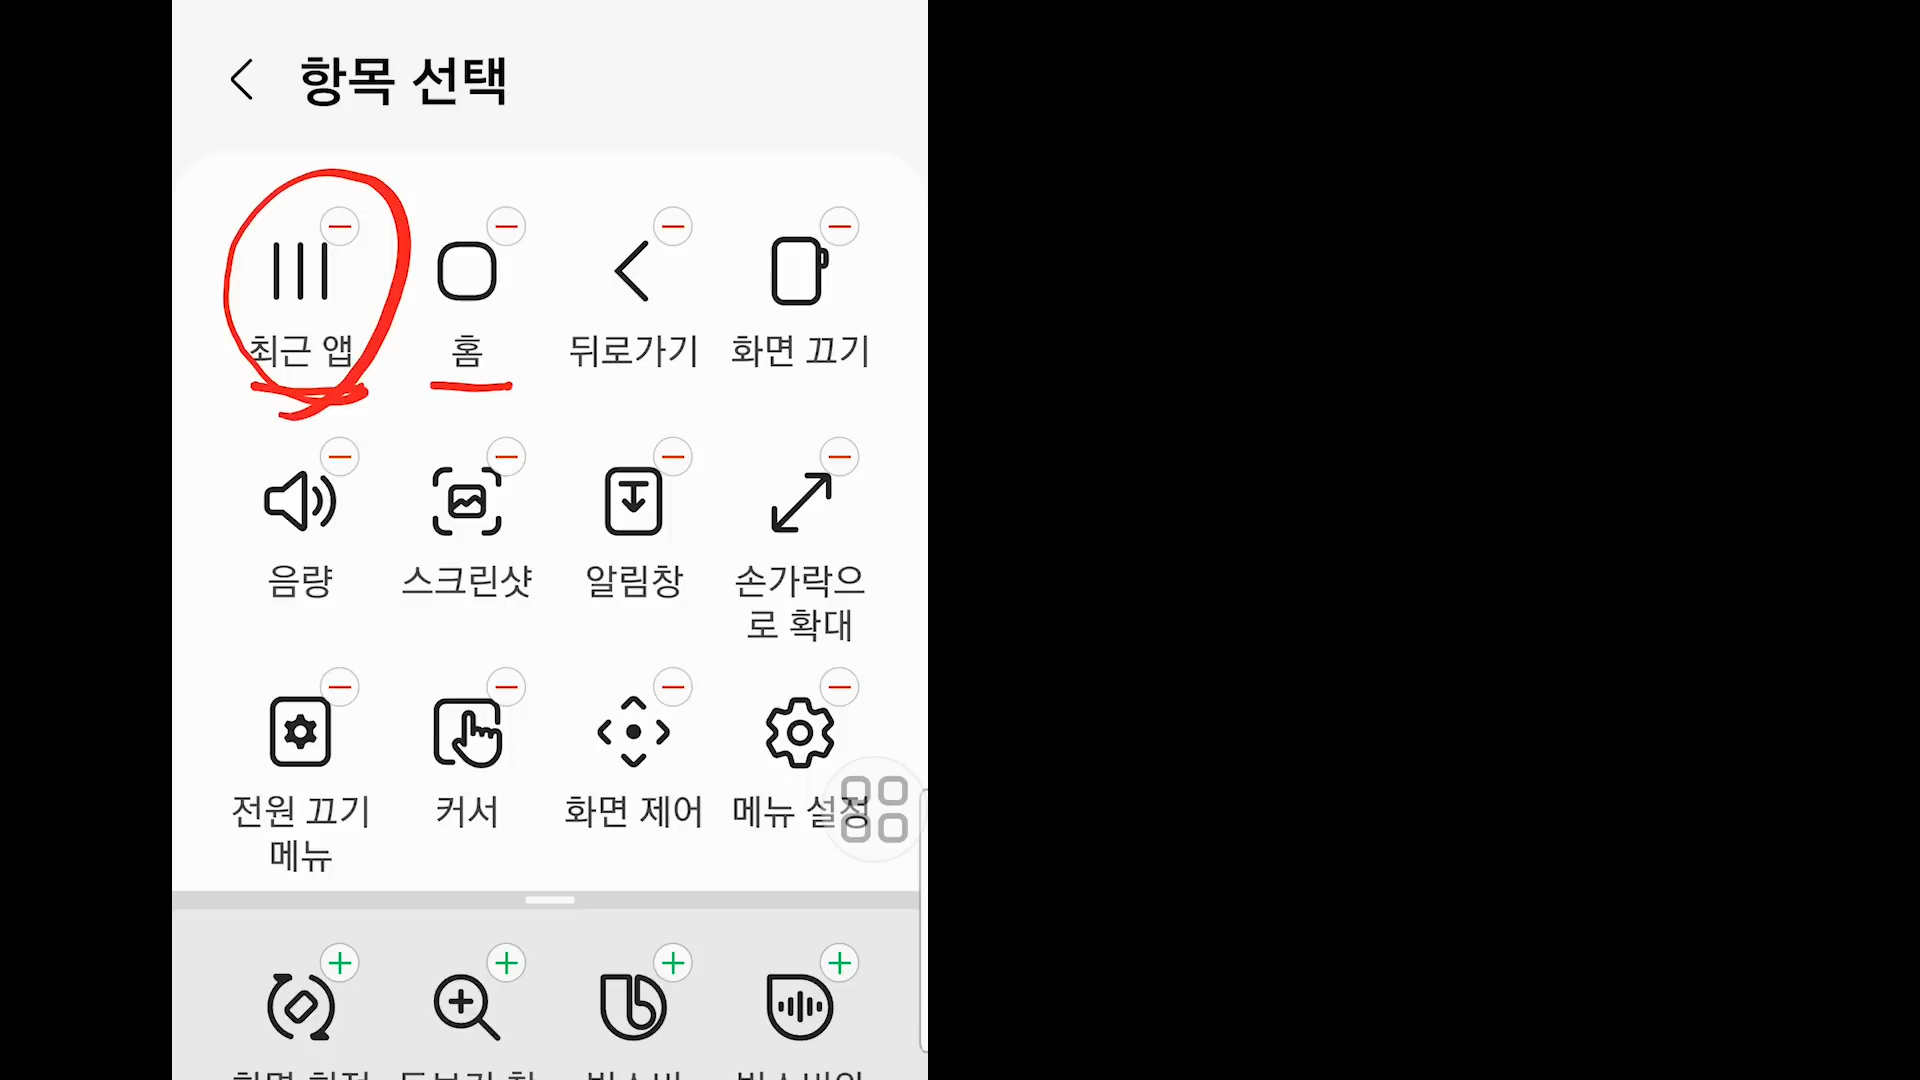 항목 선택
최근 앱
홈
뒤로가기
화면 끄기
음량
스크린샷
알림창
손가락으
로 확대
전원 끄기
메뉴
커서
화면 제어
메뉴 설정